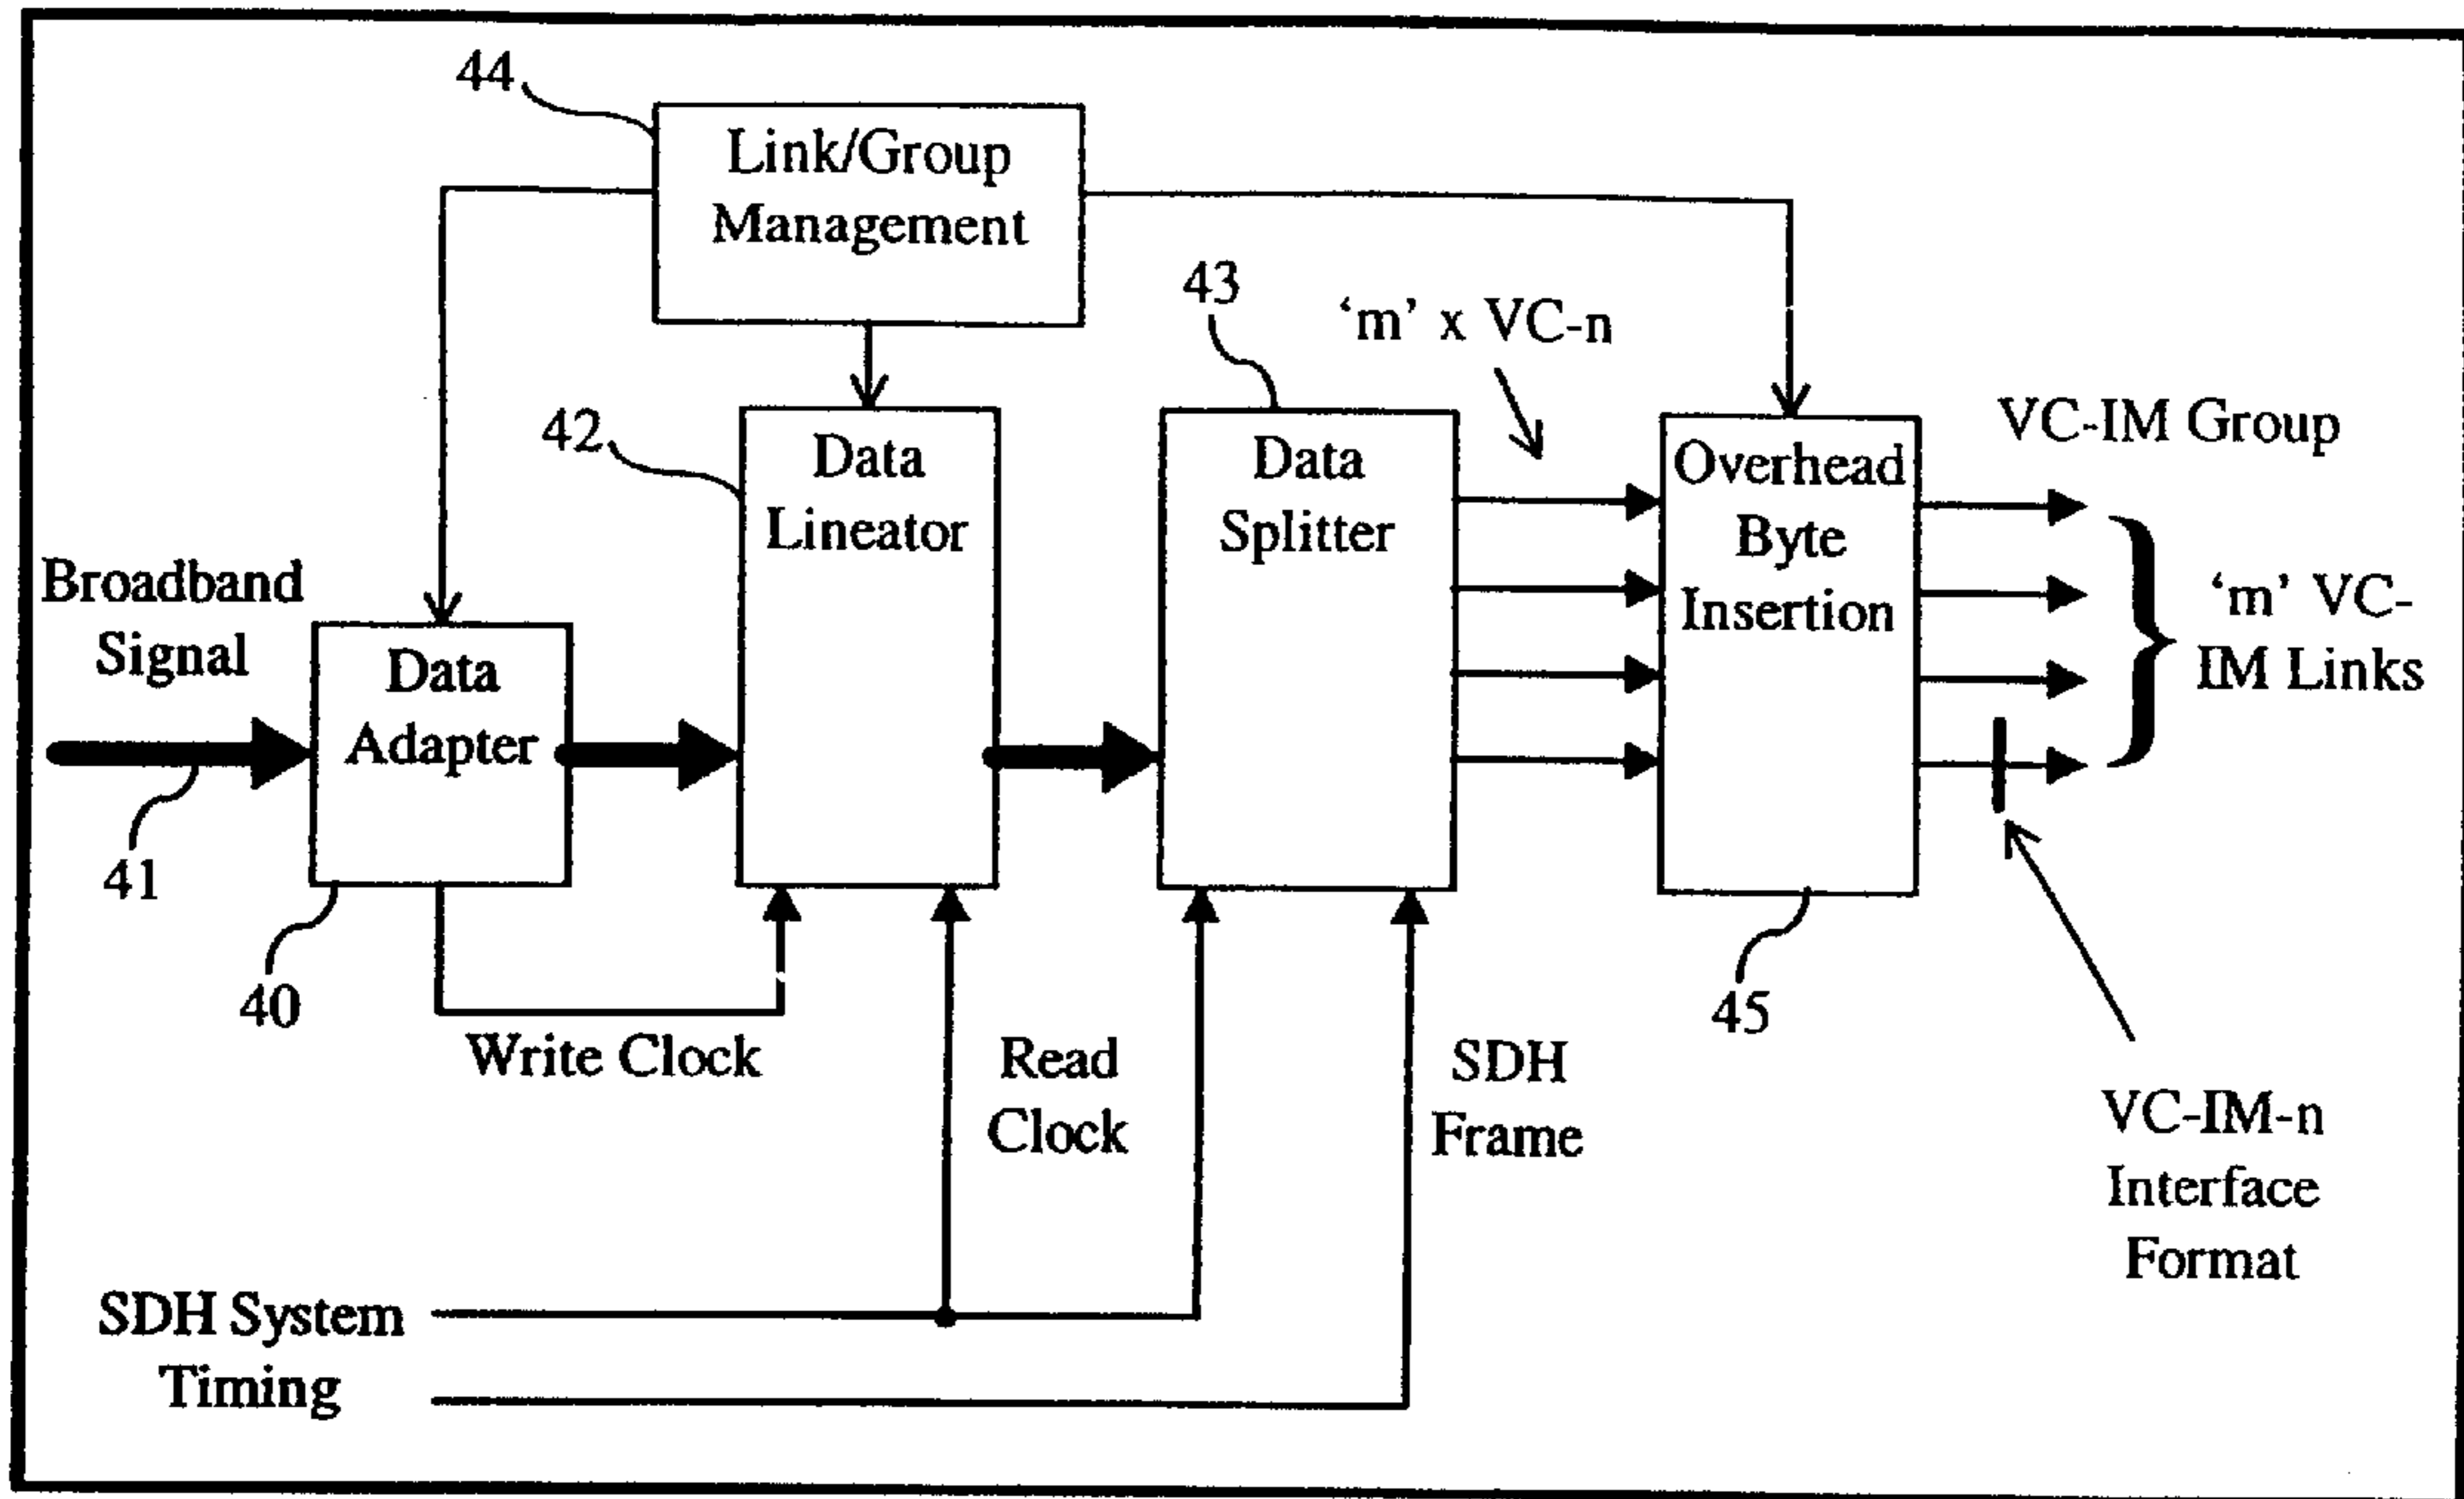 44
Link/Group
Management
43
‘m’ x VC-n
42
Data
Lineator
Data
Splitter
Overhead
Byte
Insertion
VC-IM Group
‘m’ VC-
IM Links
Broadband
Signal
Data
Adapter
41
40
Write Clock
Read
Clock
SDH
Frame
45
VC-IM-n
Interface
Format
SDH System
Timing